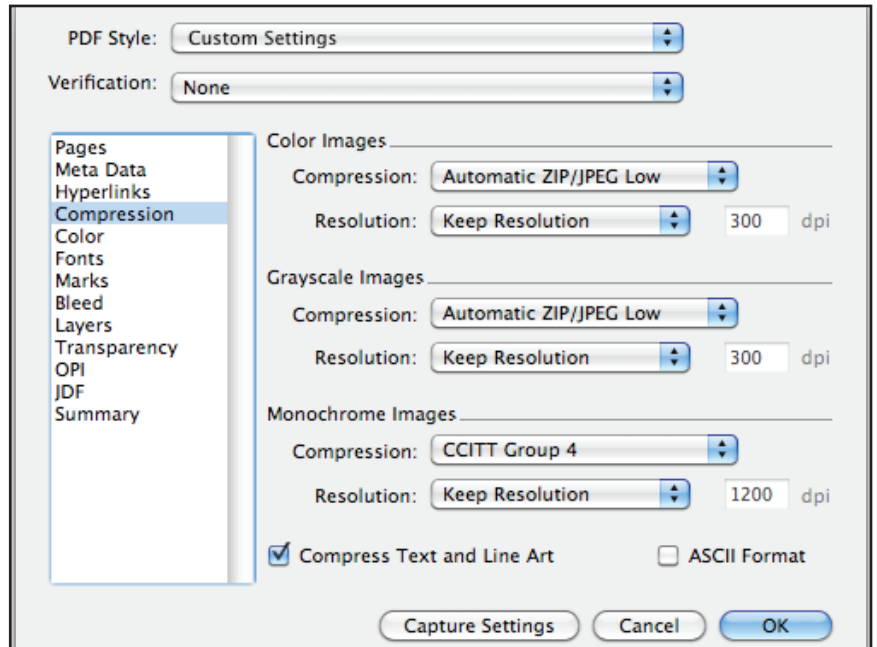 PDF Style: Custom Settings
Verification: None
Pages
Meta Data
Hyperlinks
Compression
Color
Fonts
Marks
Bleed
Layers
Transparency
OPI
JDF
Summary
Color Images
Compression: Automatic ZIP/JPEG Low
Resolution: Keep Resolution 300 dpi
Grayscale Images
Compression: Automatic ZIP/JPEG Low
Resolution: Keep Resolution 300 dpi
Monochrome Images
Compression: CCITT Group 4
Resolution: Keep Resolution 1200 dpi
Compress Text and Line Art ASCII Format
Capture Settings Cancel OK